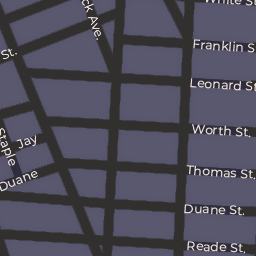 White St
ck Ave.
Franklin S
St.
Leonard St
Worth St.
Staple
Jay
Thomas St.
Duane
Duane St.
Reade St.